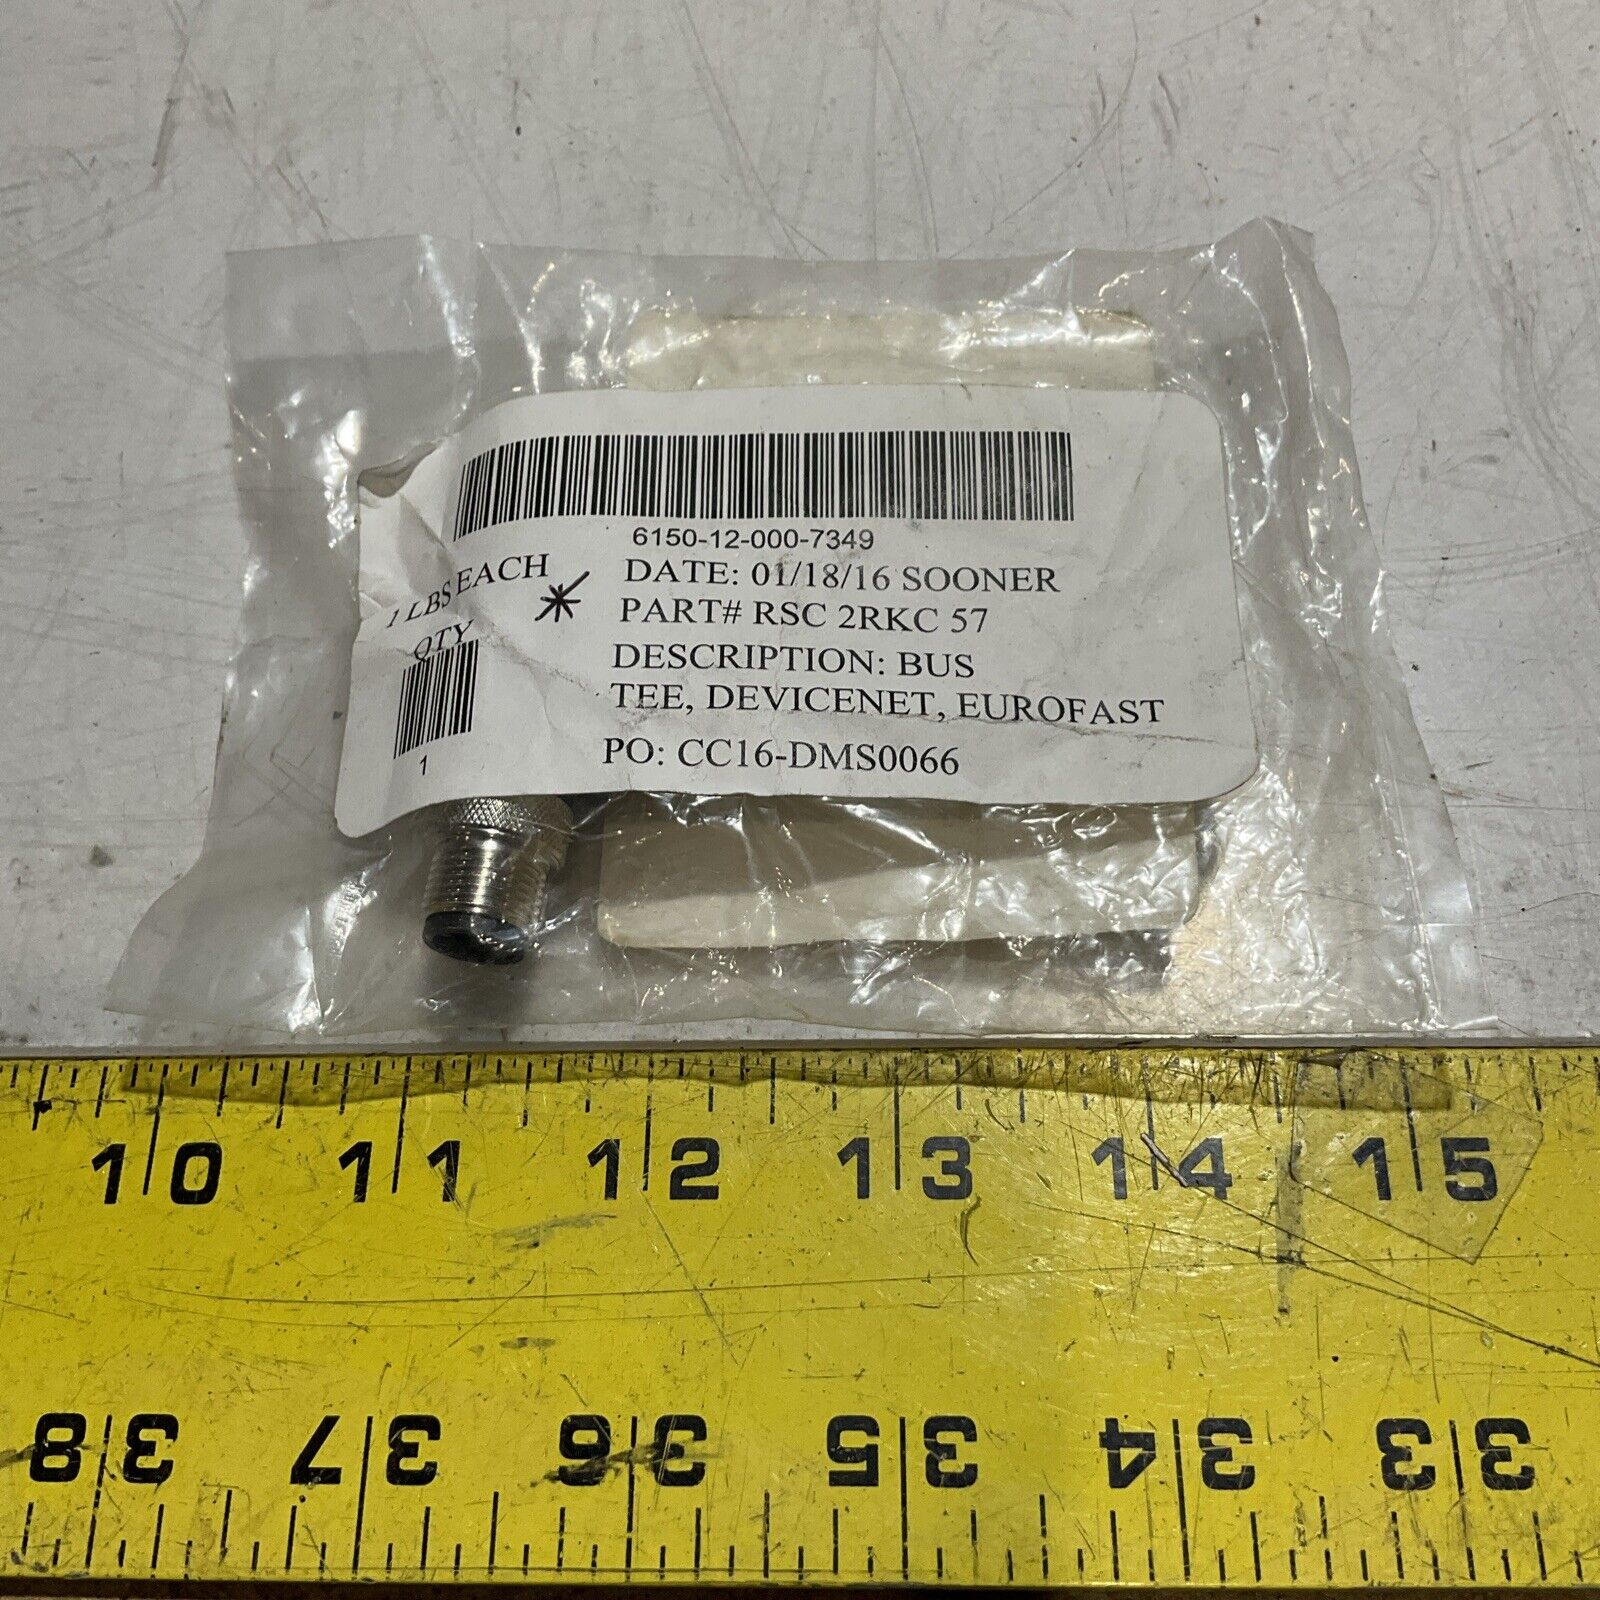 6150-12-000-7349
1 LBS EACH
QTY
1
DATE: 01/18/16 SOONER
PART# RSC 2RKC 57
DESCRIPTION: BUS
TEE, DEVICENET, EUROFAST
PO: CC16-DMS0066
10 11 12 13 14 15
38 37 36 35 34 33